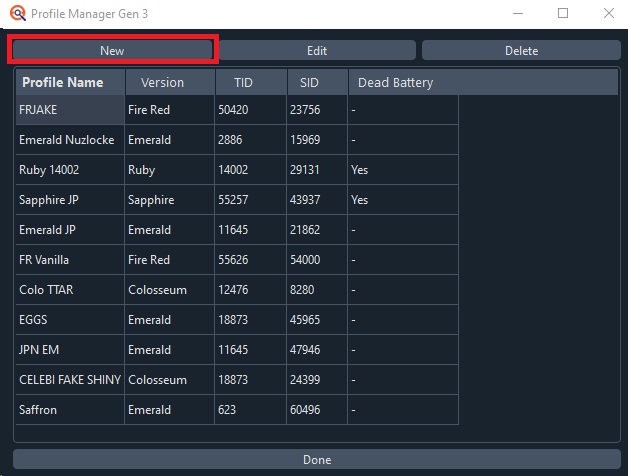 Profile Manager Gen 3
New Edit Delete
Profile Name Version TID SID Dead Battery
FRJAKE Fire Red 50420 23756 -
Emerald Nuzlocke Emerald 2886 15969 -
Ruby 14002 Ruby 14002 29131 Yes
Sapphire JP Sapphire 55257 43937 Yes
Emerald JP Emerald 11645 21862 -
FR Vanilla Fire Red 55626 54000 -
Colo TTAR Colosseum 12476 8280 -
EGGS Emerald 18873 45965 -
JPN EM Emerald 11645 47946 -
CELEBI FAKE SHINY Colosseum 18873 24399 -
Saffron Emerald 623 60496 -
Done